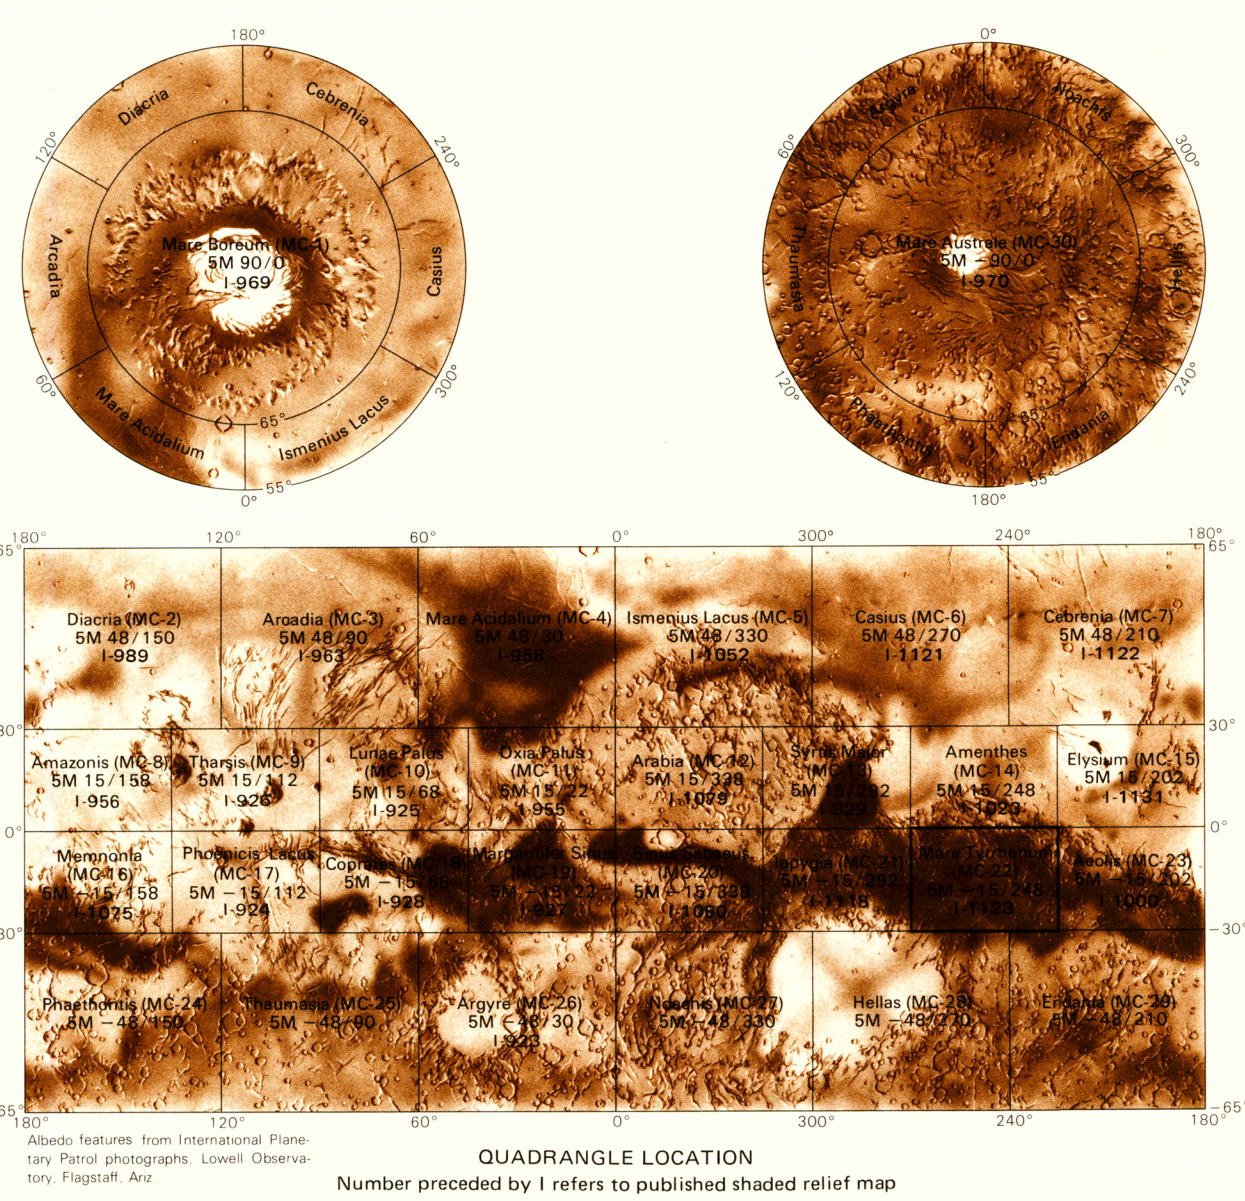 180°
Diacria
Cebrenia
120°
240°
Arcadia
Casius
Mare Boreum (MC-1)
5M 90/0
I-969
60°
300°
Mare Acidalium
Ismenius Lacus
65°
55°
0°
0°
Argyre
Noachis
60°
300°
Thaumasia
Hellas
Mare Australe (MC-30)
5M −90/0
I-970
120°
240°
Phaethontis
Eridania
65°
55°
180°
180° 120° 60° 0° 300° 240° 180°
65° 65°
Diacria (MC-2)
5M 48/150
I-989
Arcadia (MC-3)
5M 48/90
I-963
Mare Acidalium (MC-4)
5M 48/30
I-958
Ismenius Lacus (MC-5)
5M 48/330
I-1052
Casius (MC-6)
5M 48/270
I-1121
Cebrenia (MC-7)
5M 48/210
I-1122
30° 30°
Amazonis (MC-8)
5M 15/158
I-956
Tharsis (MC-9)
5M 15/112
I-926
Lunae Palus
(MC-10)
5M 15/68
I-925
Oxia Palus
(MC-11)
5M 15/22
I-955
Arabia (MC-12)
5M 15/338
I-1079
Syrtis Major
(MC-13)
5M 15/292
I-929
Amenthes
(MC-14)
5M 15/248
I-1023
Elysium (MC-15)
5M 15/202
I-1131
0° 0°
Memnonia
(MC-16)
5M −15/158
I-1075
Phoenicis Lacus
(MC-17)
5M −15/112
I-924
Coprates (MC-18)
5M −15/68
I-928
Margaritifer Sinus
(MC-19)
5M −15/22
I-927
Sinus Sabaeus
(MC-20)
5M −15/338
I-1060
Iapygia (MC-21)
5M −15/292
I-1118
Mare Tyrrhenum
(MC-22)
5M −15/248
I-1123
Aeolis (MC-23)
5M −15/202
I 1000
30° −30°
Phaethontis (MC-24)
5M −48/150
Thaumasia (MC-25)
5M −48/90
Argyre (MC-26)
5M −48/30
I-923
Noachis (MC-27)
5M −48/330
Hellas (MC-28)
5M −48/270
Eridania (MC-29)
5M −48/210
65° −65°
180° 120° 60° 0° 300° 240° 180°
Albedo features from International Plane-
tary Patrol photographs, Lowell Observa-
tory, Flagstaff, Ariz.
QUADRANGLE LOCATION
Number preceded by I refers to published shaded relief map